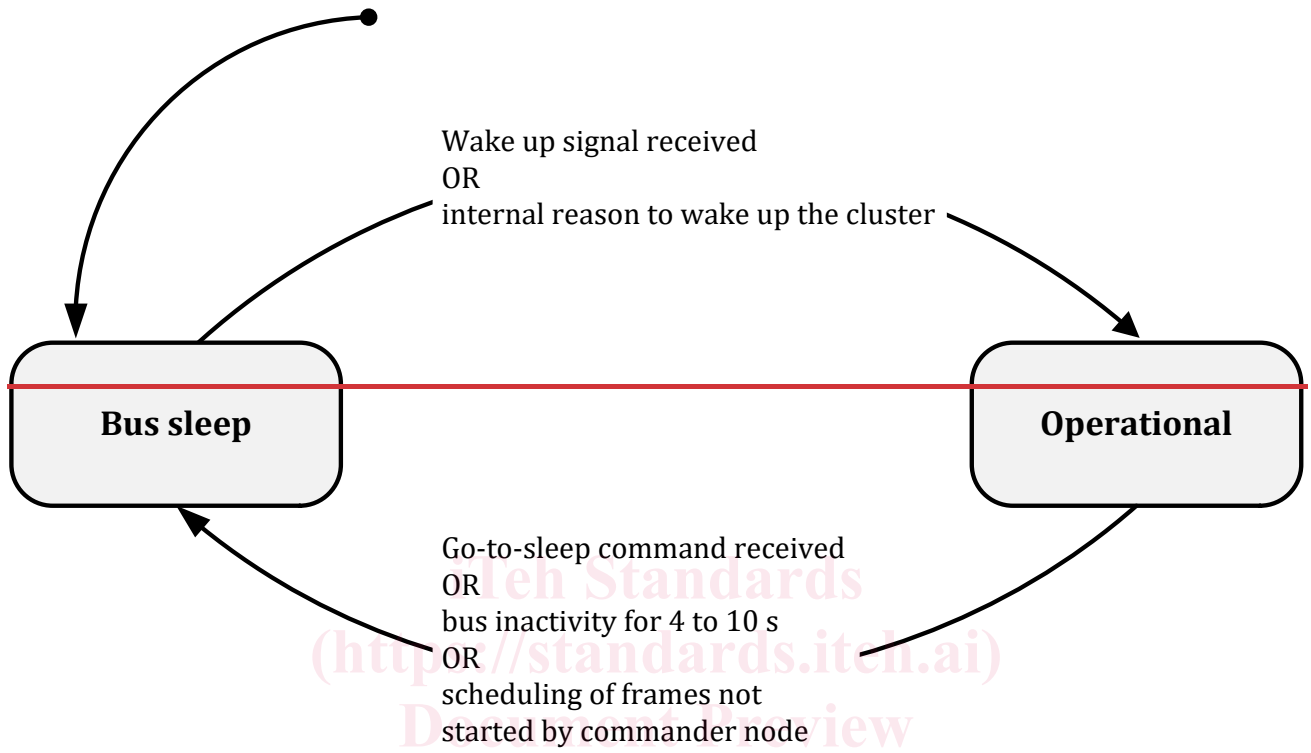 Wake up signal received
OR
internal reason to wake up the cluster
Bus sleep
Operational
Go-to-sleep command received
OR
bus inactivity for 4 to 10 s
OR
scheduling of frames not
started by commander node
iTeh Standards
(https://standards.iteh.ai)
Document Preview